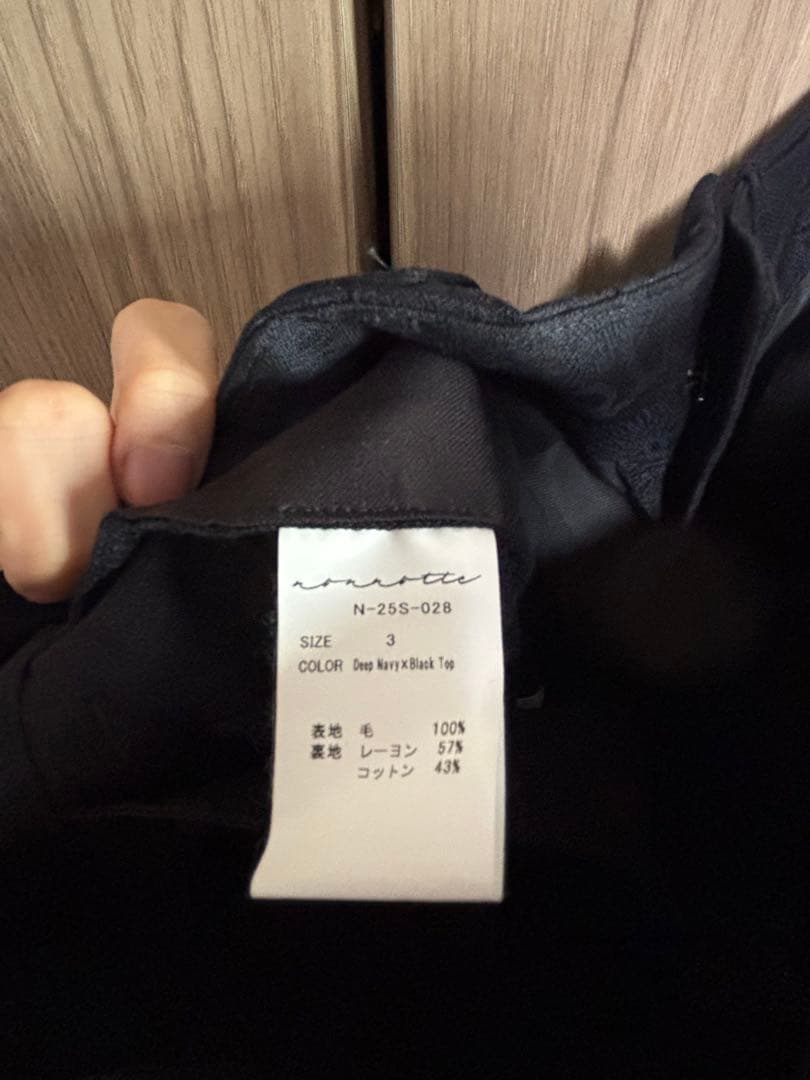 nonnotte
N-25S-028
SIZE 3
COLOR Deep Navy×Black Top
表地 毛 100%
裏地 レーヨン 57%
コットン 43%